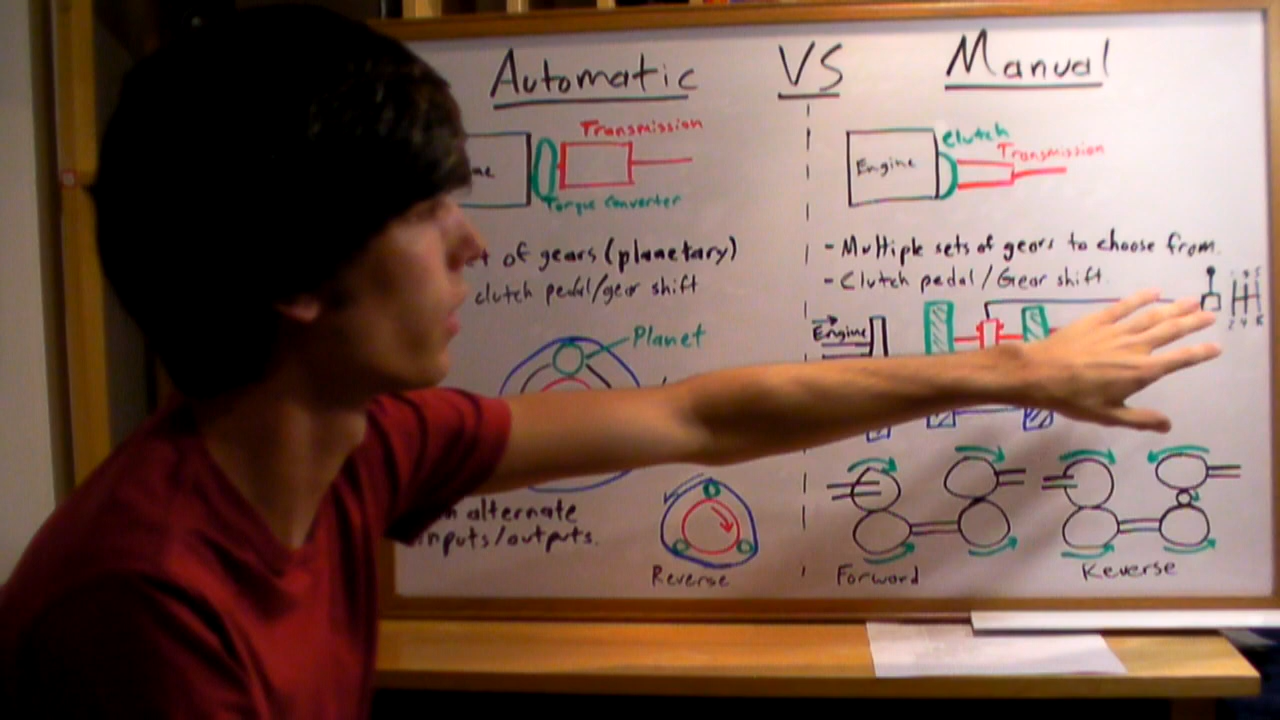 Automatic VS Manual
Transmission
Torque Converter
Engine
Clutch
Transmission
of gears (planetary)
clutch pedal/gear shift
- Multiple sets of gears to choose from.
- Clutch pedal/Gear shift
Planet
Engine
alternate
inputs/outputs.
Reverse
Forward
Reverse